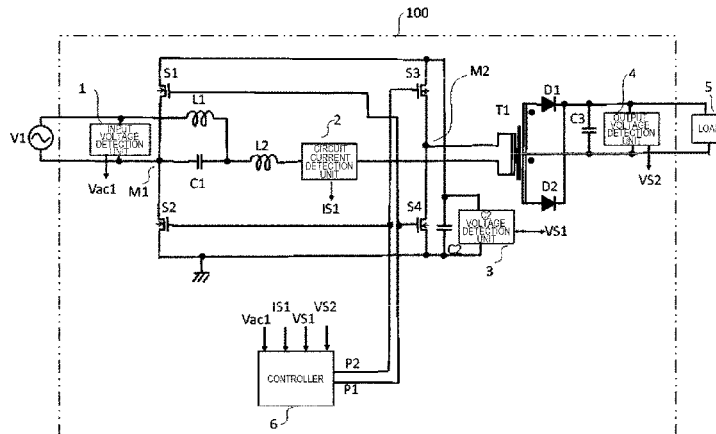 100
S1
S3
M2
1
L1
2
T1
D1
4
5
V1
INPUT
VOLTAGE
DETECTION
UNIT
L2
CIRCUIT
CURRENT
DETECTION
UNIT
C3
OUTPUT
VOLTAGE
DETECTION
UNIT
LOAD
Vac1
M1
C1
VS2
D2
S2
IS1
S4
C2
C2
VOLTAGE
DETECTION
UNIT
VS1
3
Vac1
IS1
VS1
VS2
CONTROLLER
P2
P1
6